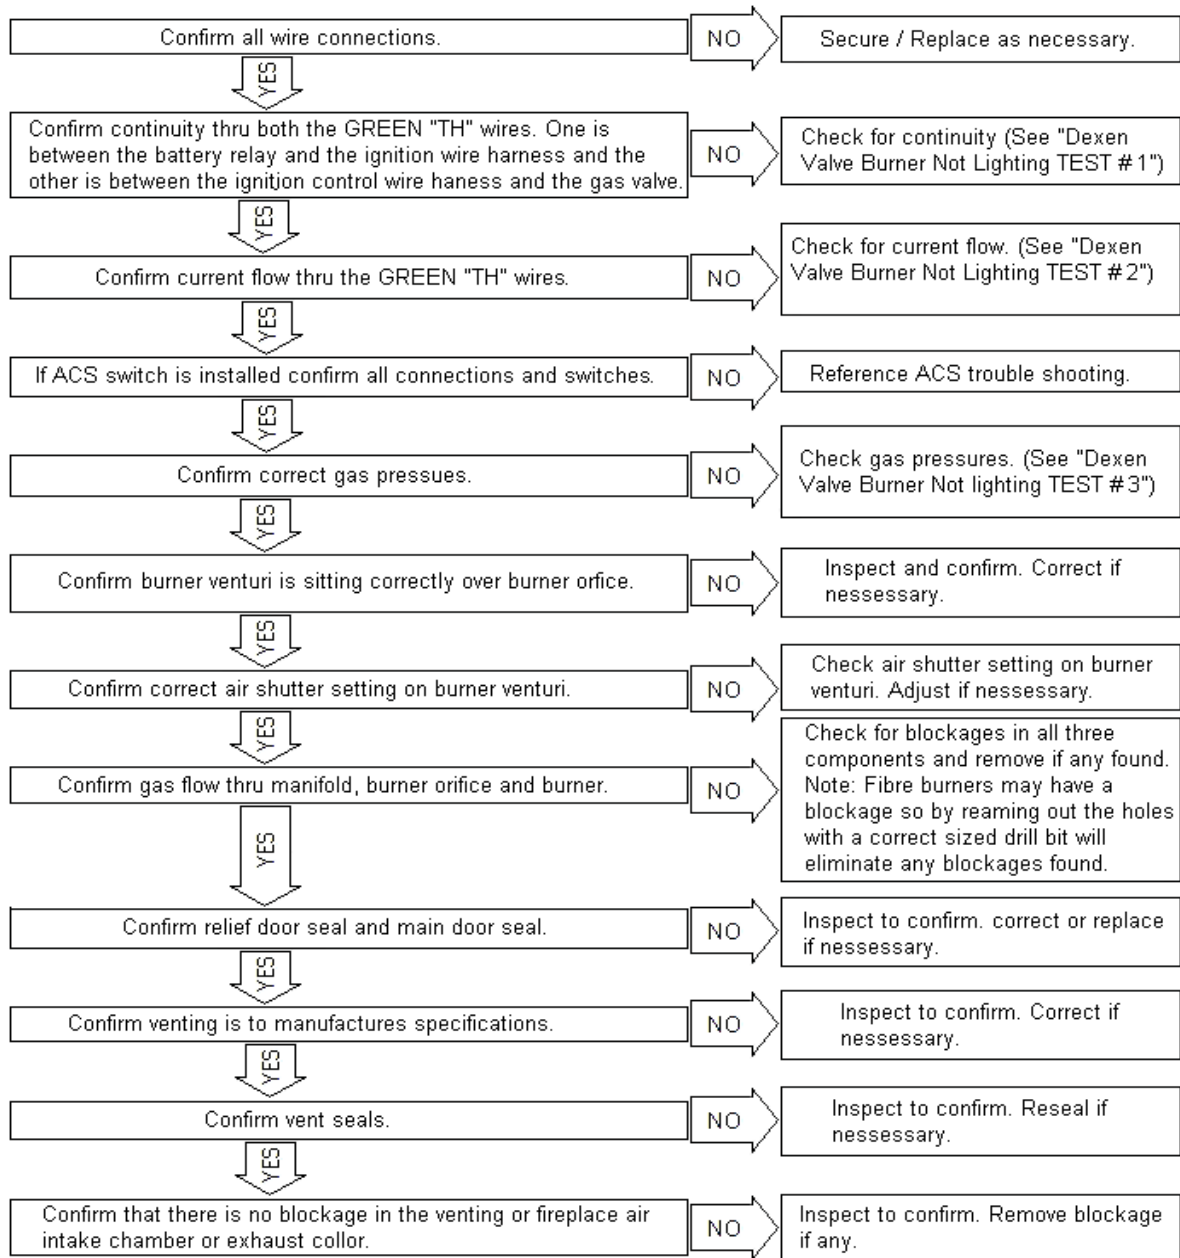 Confirm all wire connections.
NO
Secure / Replace as necessary.
YES
Confirm continuity thru both the GREEN "TH" wires. One is
between the battery relay and the ignition wire harness and the
other is between the ignition control wire haness and the gas valve.
NO
Check for continuity (See "Dexen
Valve Burner Not Lighting TEST #1")
YES
Confirm current flow thru the GREEN "TH" wires.
NO
Check for current flow. (See "Dexen
Valve Burner Not Lighting TEST #2")
YES
If ACS switch is installed confirm all connections and switches.
NO
Reference ACS trouble shooting.
YES
Confirm correct gas pressues.
NO
Check gas pressures. (See "Dexen
Valve Burner Not lighting TEST #3")
YES
Confirm burner venturi is sitting correctly over burner orfice.
NO
Inspect and confirm. Correct if
nessessary.
YES
Confirm correct air shutter setting on burner venturi.
NO
Check air shutter setting on burner
venturi. Adjust if nessessary.
YES
Confirm gas flow thru manifold, burner orifice and burner.
NO
Check for blockages in all three
components and remove if any found.
Note: Fibre burners may have a
blockage so by reaming out the holes
with a correct sized drill bit will
eliminate any blockages found.
YES
Confirm relief door seal and main door seal.
NO
Inspect to confirm. correct or replace
if nessessary.
YES
Confirm venting is to manufactures specifications.
NO
Inspect to confirm. Correct if
nessessary.
YES
Confirm vent seals.
NO
Inspect to confirm. Reseal if
nessessary.
YES
Confirm that there is no blockage in the venting or fireplace air
intake chamber or exhaust collor.
NO
Inspect to confirm. Remove blockage
if any.